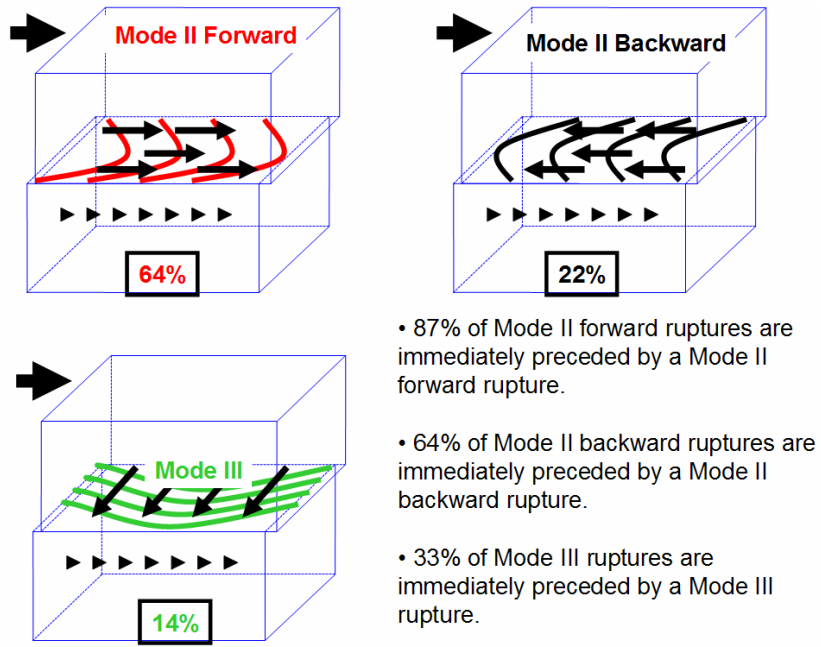 Mode II Forward
64%
Mode II Backward
22%
Mode III
14%
• 87% of Mode II forward ruptures are
immediately preceded by a Mode II
forward rupture.
• 64% of Mode II backward ruptures are
immediately preceded by a Mode II
backward rupture.
• 33% of Mode III ruptures are
immediately preceded by a Mode III
rupture.